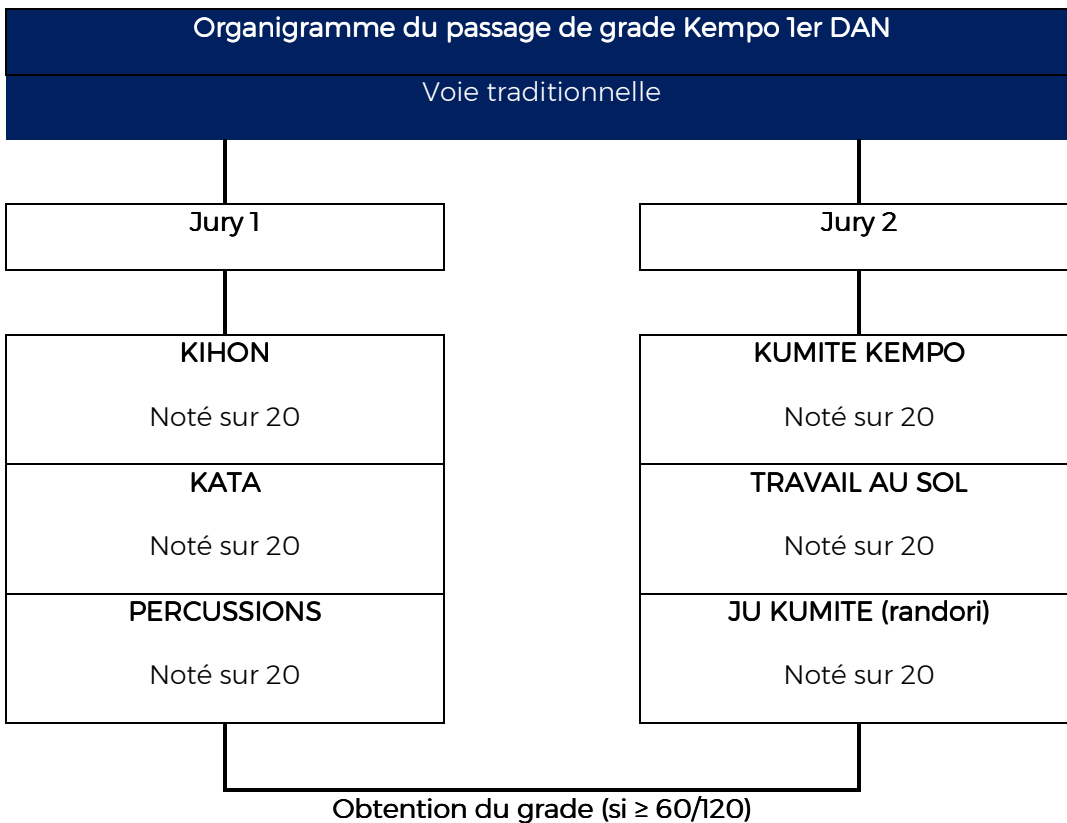 Organigramme du passage de grade Kempo 1er DAN
Voie traditionnelle
Jury 1
KIHON
Noté sur 20
KATA
Noté sur 20
PERCUSSIONS
Noté sur 20
Jury 2
KUMITE KEMPO
Noté sur 20
TRAVAIL AU SOL
Noté sur 20
JU KUMITE (randori)
Noté sur 20
Obtention du grade (si ≥ 60/120)